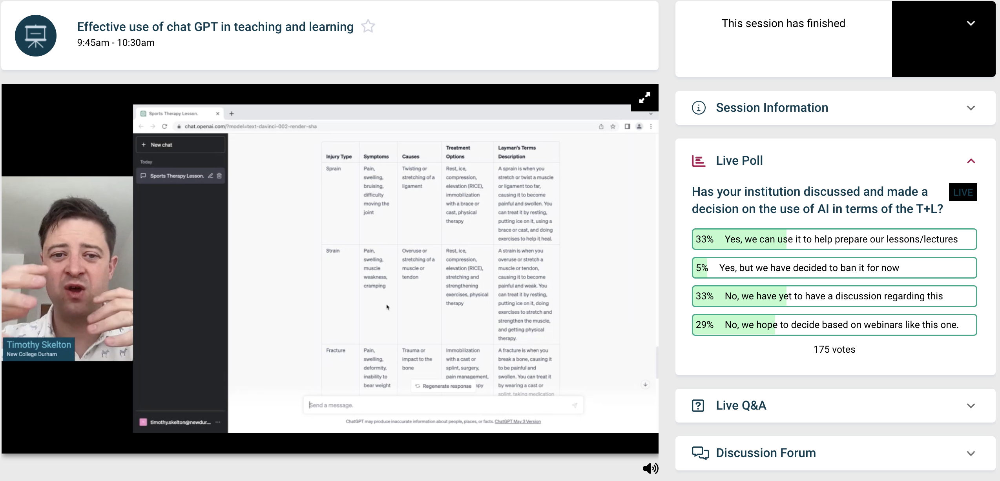 Effective use of chat GPT in teaching and learning
9:45am - 10:30am
This session has finished
Sports Therapy Lesson.
chat.openai.com/?model=text-davinci-002-render-sha
New chat
Today
Sports Therapy Lesson.
timothy.skelton@newdur...
Timothy Skelton
New College Durham
Injury Type
Symptoms
Causes
Treatment
Options
Layman's Terms
Description
Sprain
Pain,
swelling,
bruising,
difficulty
moving the
joint
Twisting or
stretching of a
ligament
Rest, ice,
compression,
elevation (RICE),
immobilization
with a brace or
cast, physical
therapy
A sprain is when you
stretch or twist a muscle
or ligament too far,
causing it to become
painful and swollen. You
can treat it by resting,
putting ice on it, using a
brace or cast, and doing
exercises to help it heal.
Strain
Pain,
swelling,
muscle
weakness,
cramping
Overuse or
stretching of a
muscle or
tendon
Rest, ice,
compression,
elevation (RICE),
stretching and
strengthening
exercises, physical
therapy
A strain is when you
overuse or stretch a
muscle or tendon,
causing it to become
painful and weak. You
can treat it by resting,
putting ice on it, doing
exercises to stretch and
strengthen the muscle,
and getting physical
therapy.
Fracture
Pain,
swelling,
deformity,
inability to
bear weight
Trauma or
impact to the
bone
Immobilization
with a cast or
splint, surgery,
pain management,
apy
A fracture is when you
break a bone, causing it
to be painful and
swollen. You can treat it
by wearing a cast or
splint, taking medication
Regenerate response
Send a message.
ChatGPT may produce inaccurate information about people, places, or facts. ChatGPT May 3 Version
Session Information
Live Poll
Has your institution discussed and made a
decision on the use of AI in terms of the T+L?
LIVE
33% Yes, we can use it to help prepare our lessons/lectures
5% Yes, but we have decided to ban it for now
33% No, we have yet to have a discussion regarding this
29% No, we hope to decide based on webinars like this one.
175 votes
Live Q&A
Discussion Forum